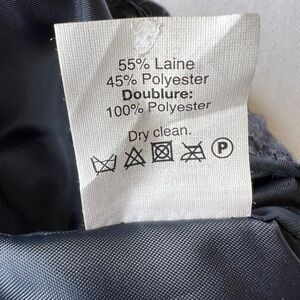 55% Laine
45% Polyester
Doublure:
100% Polyester
Dry clean.
P